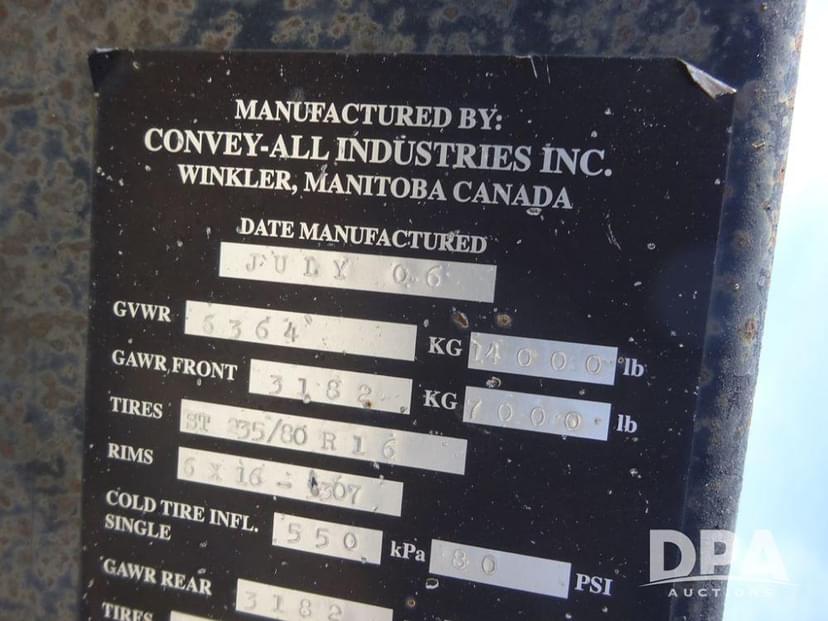 MANUFACTURED BY:
CONVEY-ALL INDUSTRIES INC.
WINKLER, MANITOBA CANADA
DATE MANUFACTURED
JULY 06
GVWR 6364 KG 14000 lb
GAWR FRONT 3182 KG 7000 lb
TIRES ST 235/80 R16
RIMS 6 X 16 -
COLD TIRE INFL. SINGLE 550 kPa 80 PSI
GAWR REAR 3182
TIRES
DPA
AUCTIONS